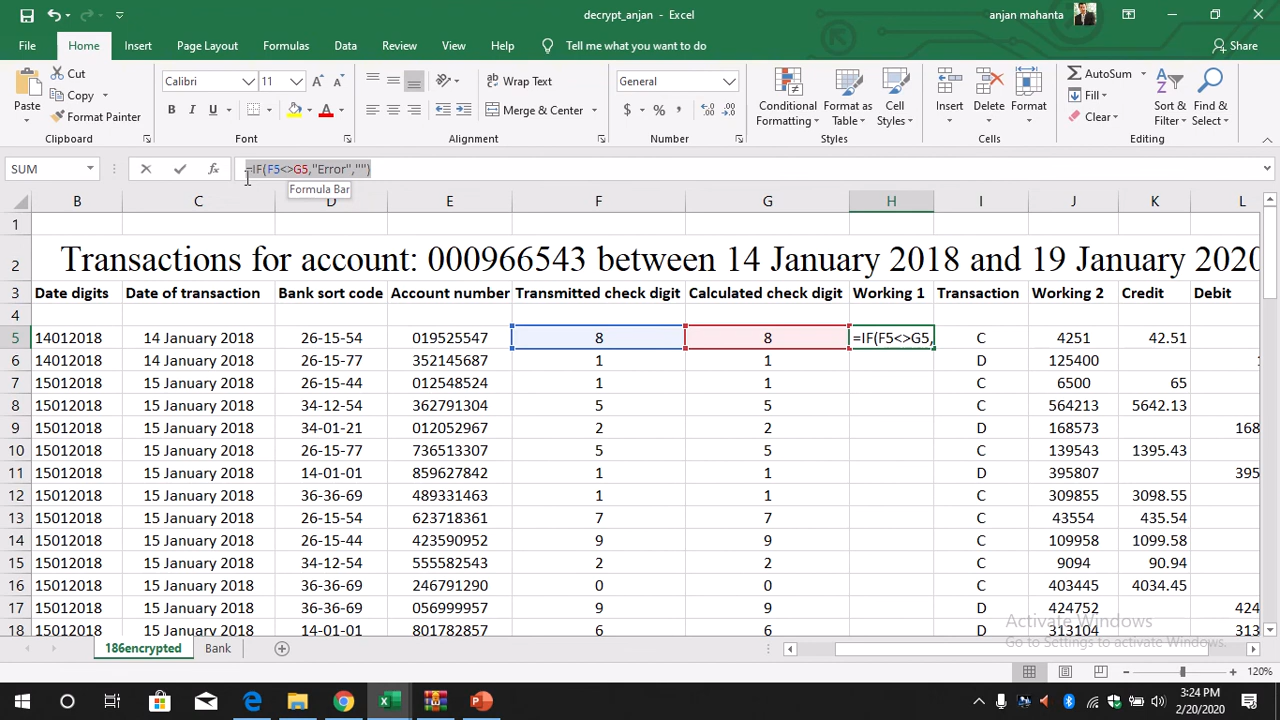 decrypt_anjan - Excel
anjan mahanta
File Home Insert Page Layout Formulas Data Review View Help Tell me what you want to do Share
Paste
Cut
Copy
Format Painter
Clipboard
Calibri 11
B I U
Font
Wrap Text
Merge & Center
Alignment
General
$ % ,
Number
Conditional Formatting
Format as Table
Cell Styles
Styles
Insert
Delete
Format
Cells
AutoSum
Fill
Clear
Sort & Filter
Find & Select
Editing
SUM fx =IF(F5<>G5,"Error","")
Formula Bar
B C D E F G H I J K L
1
2 Transactions for account: 000966543 between 14 January 2018 and 19 January 2020
3 Date digits Date of transaction Bank sort code Account number Transmitted check digit Calculated check digit Working 1 Transaction Working 2 Credit Debit
4
5 14012018 14 January 2018 26-15-54 019525547 8 8 =IF(F5<>G5, C 4251 42.51
6 14012018 14 January 2018 26-15-77 352145687 1 1 D 125400
7 15012018 15 January 2018 26-15-44 012548524 1 1 C 6500 65
8 15012018 15 January 2018 34-12-54 362791304 5 5 C 564213 5642.13
9 15012018 15 January 2018 34-01-21 012052967 2 2 D 168573 168
10 15012018 15 January 2018 26-15-77 736513307 5 5 C 139543 1395.43
11 15012018 15 January 2018 14-01-01 859627842 1 1 D 395807 395
12 15012018 15 January 2018 36-36-69 489331463 1 1 C 309855 3098.55
13 15012018 15 January 2018 26-15-54 623718361 7 7 C 43554 435.54
14 15012018 15 January 2018 26-15-44 423590952 9 9 C 109958 1099.58
15 15012018 15 January 2018 34-12-54 555582543 2 2 C 9094 90.94
16 15012018 15 January 2018 36-36-69 246791290 0 0 C 403445 4034.45
17 15012018 15 January 2018 36-36-69 056999957 9 9 D 424752 424
18 15012018 15 January 2018 14-01-01 801782857 6 6 D 313104 313
Activate Windows
Go to Settings to activate Windows.
186encrypted Bank
120%
3:24 PM
2/20/2020